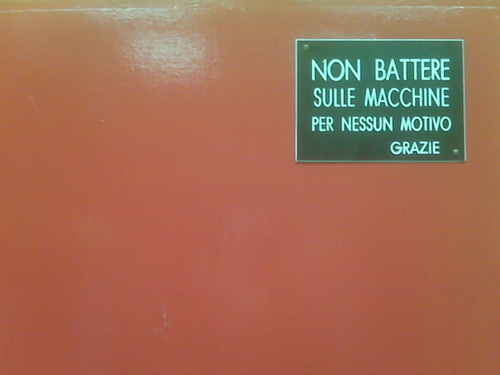 NON BATTERE
SULLE MACCHINE
PER NESSUN MOTIVO
GRAZIE